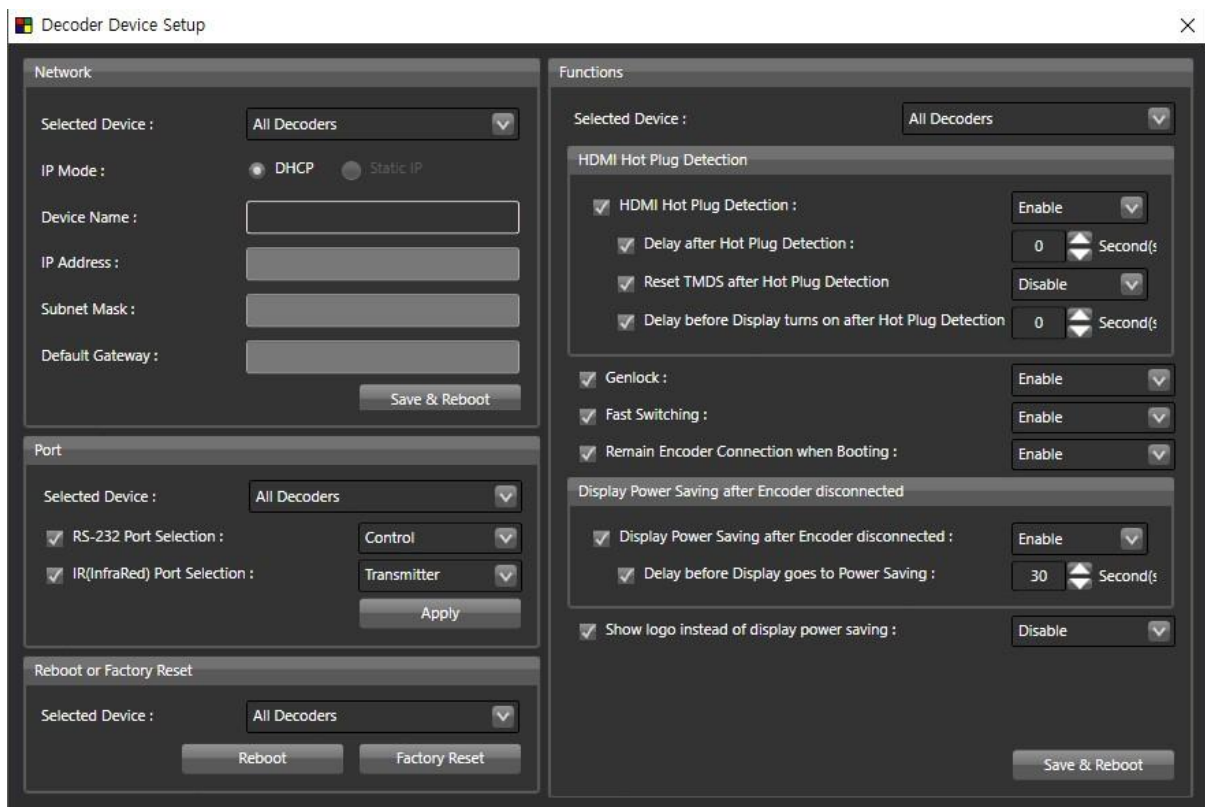 Decoder Device Setup
Network
Selected Device : All Decoders
IP Mode : DHCP Static IP
Device Name :
IP Address :
Subnet Mask :
Default Gateway :
Save & Reboot
Port
Selected Device : All Decoders
RS-232 Port Selection : Control
IR(InfraRed) Port Selection : Transmitter
Apply
Reboot or Factory Reset
Selected Device : All Decoders
Reboot Factory Reset
Functions
Selected Device : All Decoders
HDMI Hot Plug Detection
HDMI Hot Plug Detection : Enable
Delay after Hot Plug Detection : 0 Second(s
Reset TMDS after Hot Plug Detection Disable
Delay before Display turns on after Hot Plug Detection 0 Second(s
Genlock : Enable
Fast Switching : Enable
Remain Encoder Connection when Booting : Enable
Display Power Saving after Encoder disconnected
Display Power Saving after Encoder disconnected : Enable
Delay before Display goes to Power Saving : 30 Second(s
Show logo instead of display power saving : Disable
Save & Reboot